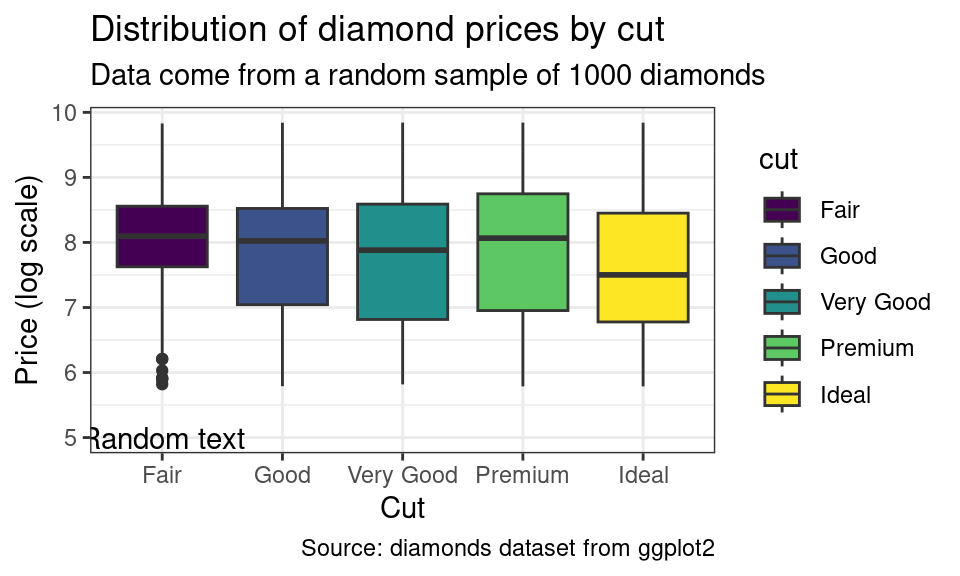 Distribution of diamond prices by cut
Data come from a random sample of 1000 diamonds
Price (log scale)
10
9
8
7
6
5
Random text
Fair Good Very Good Premium Ideal
Cut
cut
Fair
Good
Very Good
Premium
Ideal
Source: diamonds dataset from ggplot2